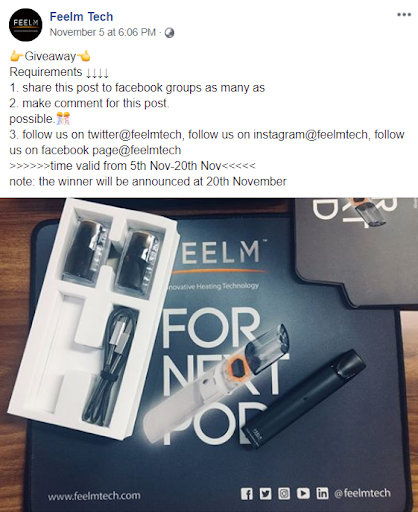 FEELM
Feelm Tech
November 5 at 6:06 PM
Giveaway
Requirements ↓↓↓↓
1. share this post to facebook groups as many as
2. make comment for this post.
possible.
3. follow us on twitter@feelmtech, follow us on instagram@feelmtech, follow
us on facebook page@feelmtech
>>>>>>time valid from 5th Nov-20th Nov<<<<<
note: the winner will be announced at 20th November
FEELM™
Innovative Heating Technology
FOR
NEXT
POD
www.feelmtech.com
@feelmtech